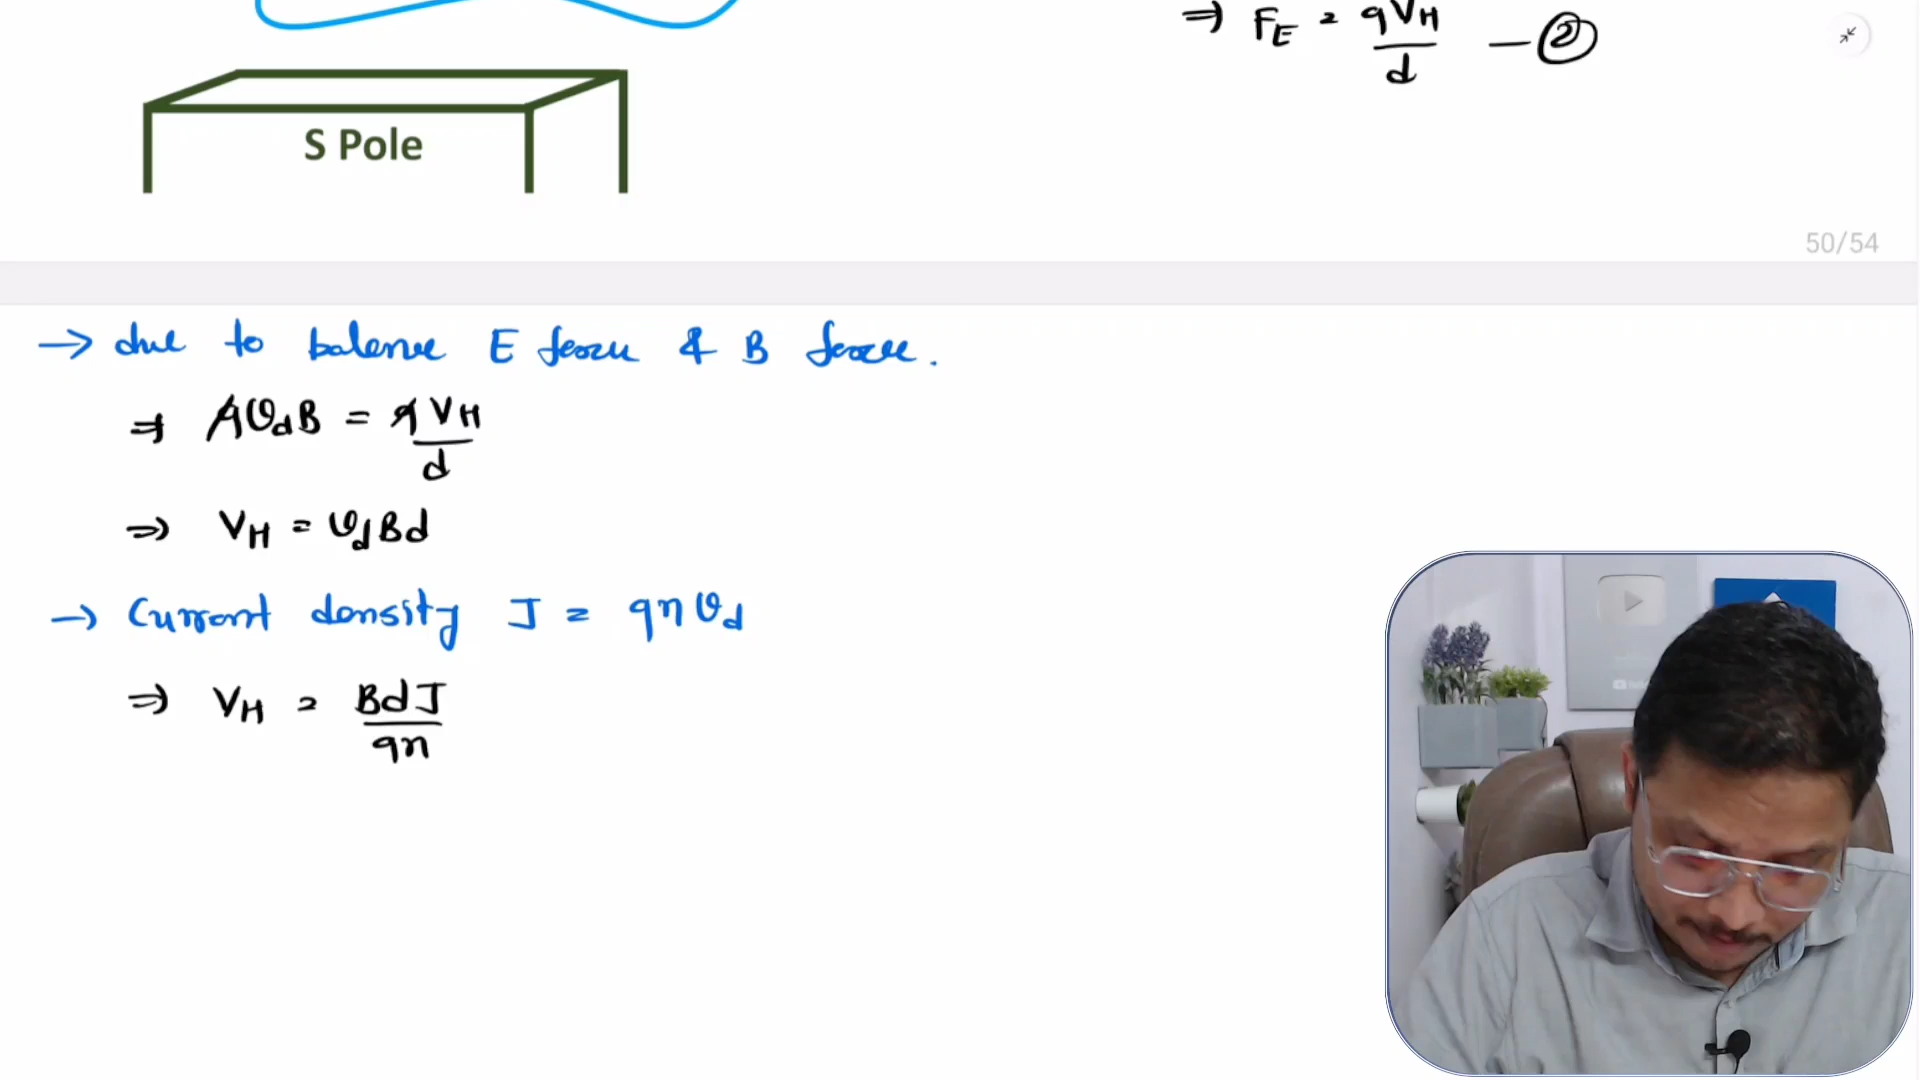 ⇒ F_E = qV_H/d —②
S Pole
50/54
→ due to balance E force & B force.
⇒ qv_dB = qV_H/d
⇒ V_H = v_dBd
→ Current density J = qnv_d
⇒ V_H = BdJ/qn